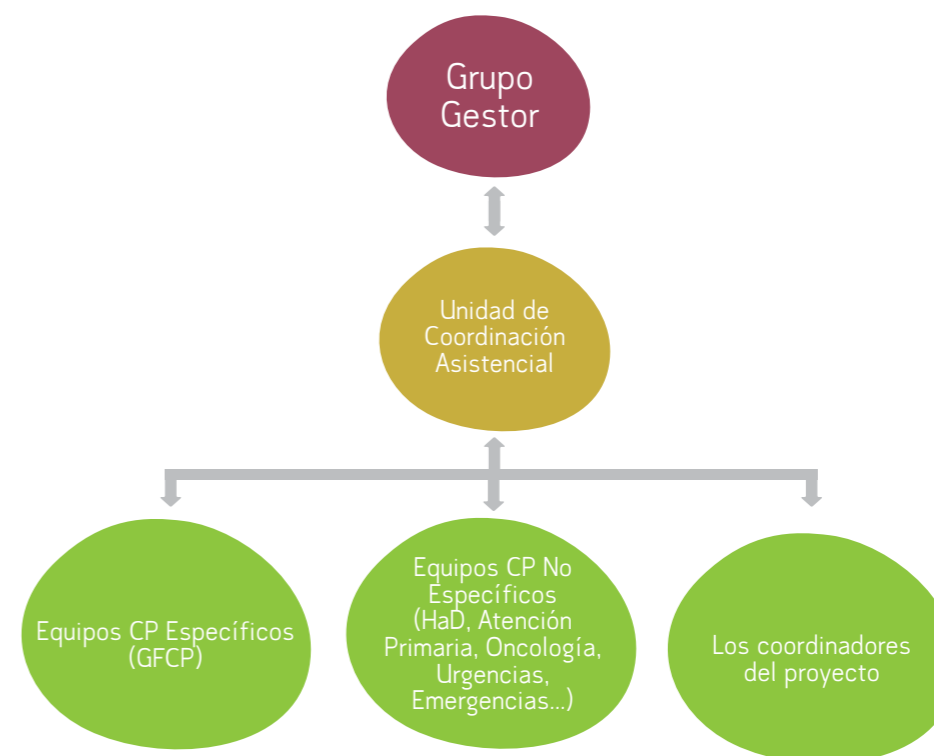 Grupo
Gestor
Unidad de
Coordinación
Asistencial
Equipos CP Específicos
(GFCP)
Equipos CP No
Específicos
(HaD, Atención
Primaria, Oncología,
Urgencias,
Emergencias...)
Los coordinadores
del proyecto